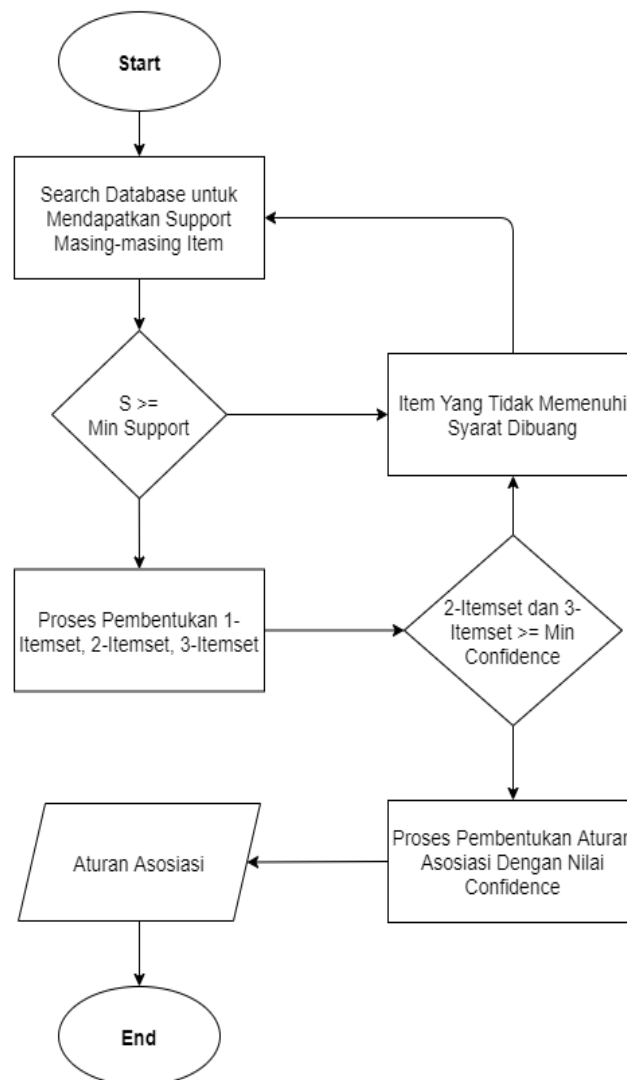 Start
Search Database untuk
Mendapatkan Support
Masing-masing Item
S >=
Min Support
Item Yang Tidak Memenuhi
Syarat Dibuang
Proses Pembentukan 1-
Itemset, 2-Itemset, 3-Itemset
2-Itemset dan 3-
Itemset >= Min
Confidence
Proses Pembentukan Aturan
Asosiasi Dengan Nilai
Confidence
Aturan Asosiasi
End